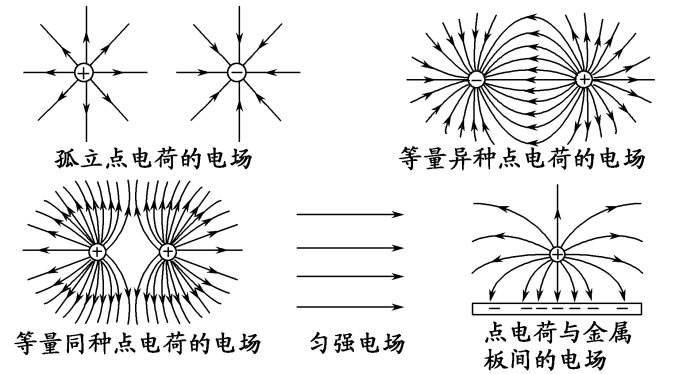 孤立点电荷的电场
等量异种点电荷的电场
等量同种点电荷的电场
匀强电场
点电荷与金属
板间的电场